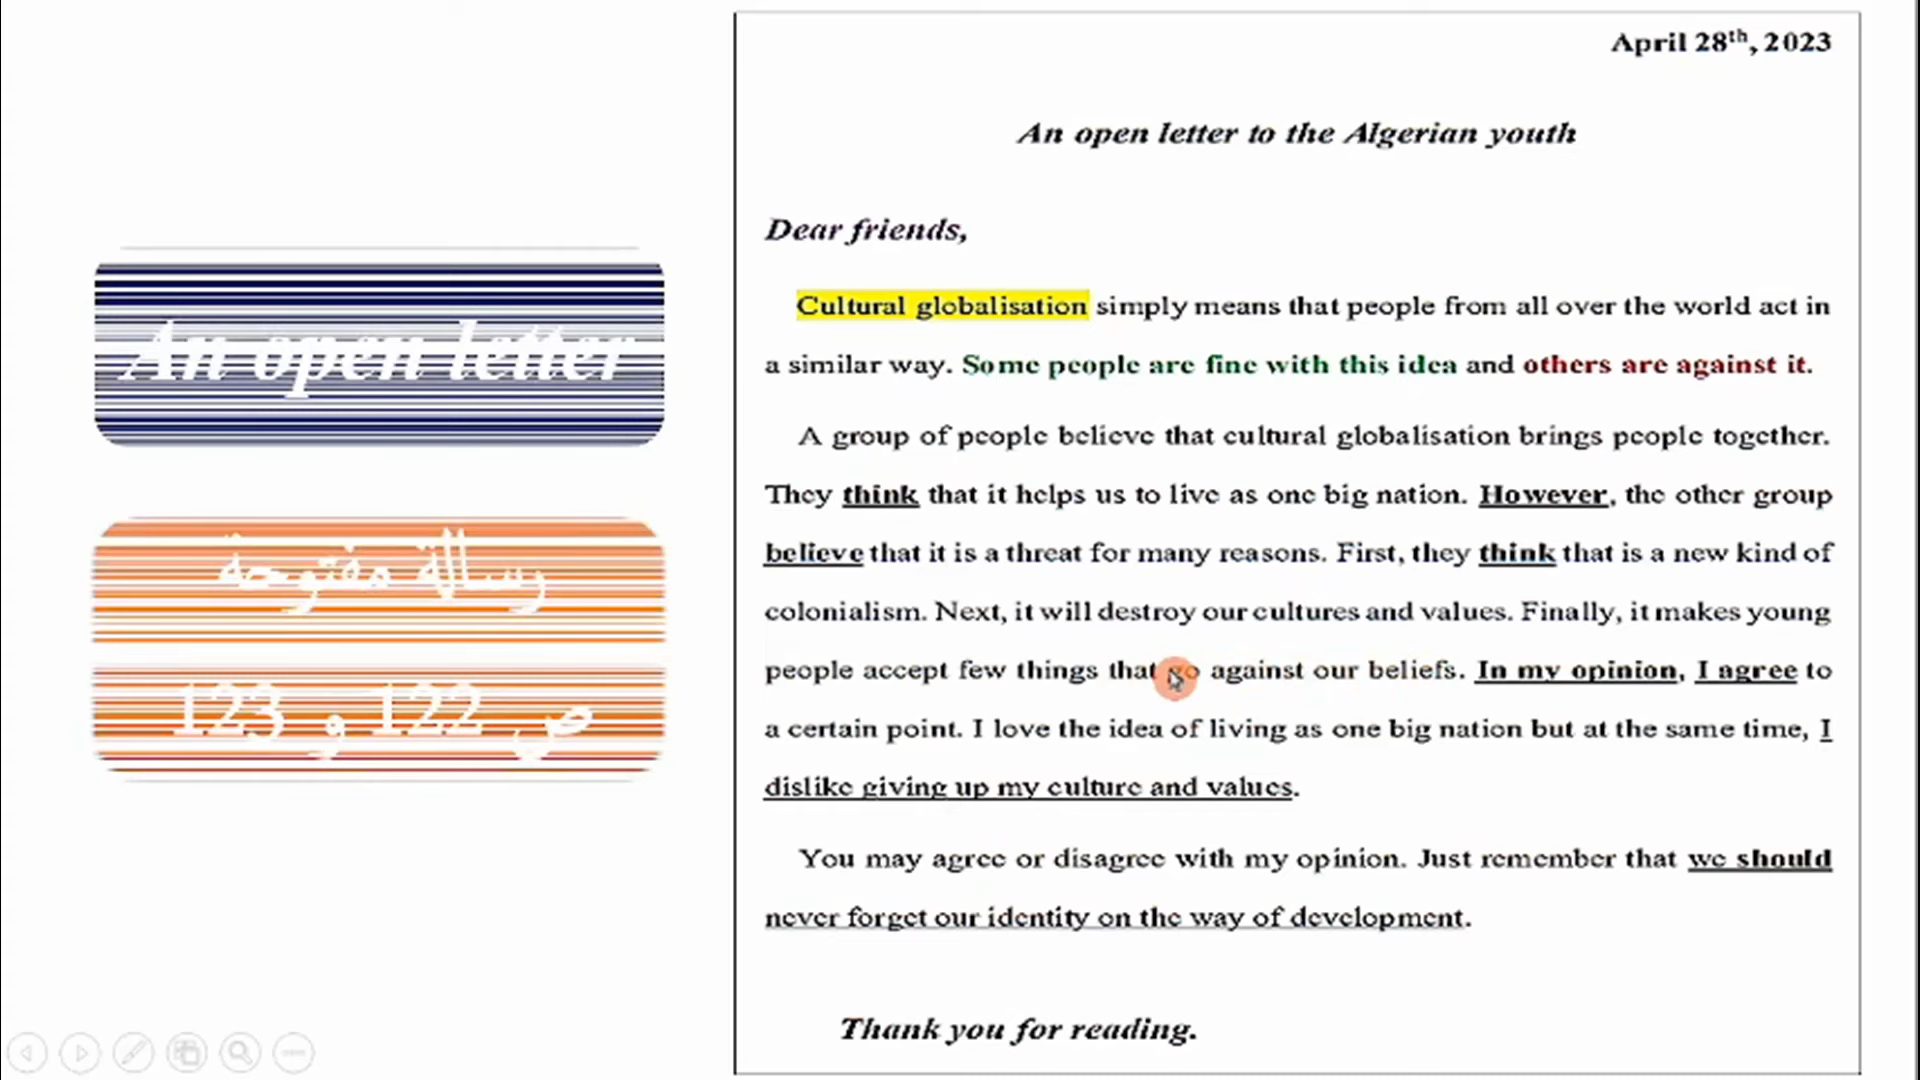 An open letter
رسالة مفتوحة
ص 122 و 123
April 28th, 2023
An open letter to the Algerian youth
Dear friends,
Cultural globalisation simply means that people from all over the world act in
a similar way. Some people are fine with this idea and others are against it.
A group of people believe that cultural globalisation brings people together.
They think that it helps us to live as one big nation. However, the other group
believe that it is a threat for many reasons. First, they think that is a new kind of
colonialism. Next, it will destroy our cultures and values. Finally, it makes young
people accept few things that go against our beliefs. In my opinion, I agree to
a certain point. I love the idea of living as one big nation but at the same time, I
dislike giving up my culture and values.
You may agree or disagree with my opinion. Just remember that we should
never forget our identity on the way of development.
Thank you for reading.